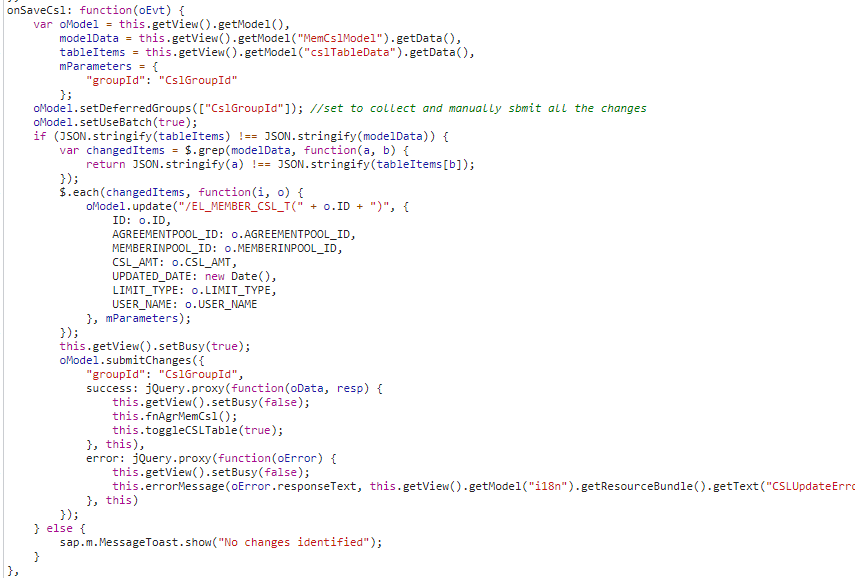 onSaveCsl: function(oEvt) {
var oModel = this.getView().getModel(),
modelData = this.getView().getModel("MemCslModel").getData(),
tableItems = this.getView().getModel("cslTableData").getData(),
mParameters = {
"groupId": "CslGroupId"
};
oModel.setDeferredGroups(["CslGroupId"]); //set to collect and manually sbmit all the changes
oModel.setUseBatch(true);
if (JSON.stringify(tableItems) !== JSON.stringify(modelData)) {
var changedItems = $.grep(modelData, function(a, b) {
return JSON.stringify(a) !== JSON.stringify(tableItems[b]);
});
$.each(changedItems, function(i, o) {
oModel.update("/EL_MEMBER_CSL_T(" + o.ID + ")", {
ID: o.ID,
AGREEMENTPOOL_ID: o.AGREEMENTPOOL_ID,
MEMBERINPOOL_ID: o.MEMBERINPOOL_ID,
CSL_AMT: o.CSL_AMT,
UPDATED_DATE: new Date(),
LIMIT_TYPE: o.LIMIT_TYPE,
USER_NAME: o.USER_NAME
}, mParameters);
});
this.getView().setBusy(true);
oModel.submitChanges({
"groupId": "CslGroupId",
success: jQuery.proxy(function(oData, resp) {
this.getView().setBusy(false);
this.fnAgrMemCsl();
this.toggleCSLTable(true);
}, this),
error: jQuery.proxy(function(oError) {
this.getView().setBusy(false);
this.errorMessage(oError.responseText, this.getView().getModel("i18n").getResourceBundle().getText("CSLUpdateErro
}, this)
});
} else {
sap.m.MessageToast.show("No changes identified");
}
},